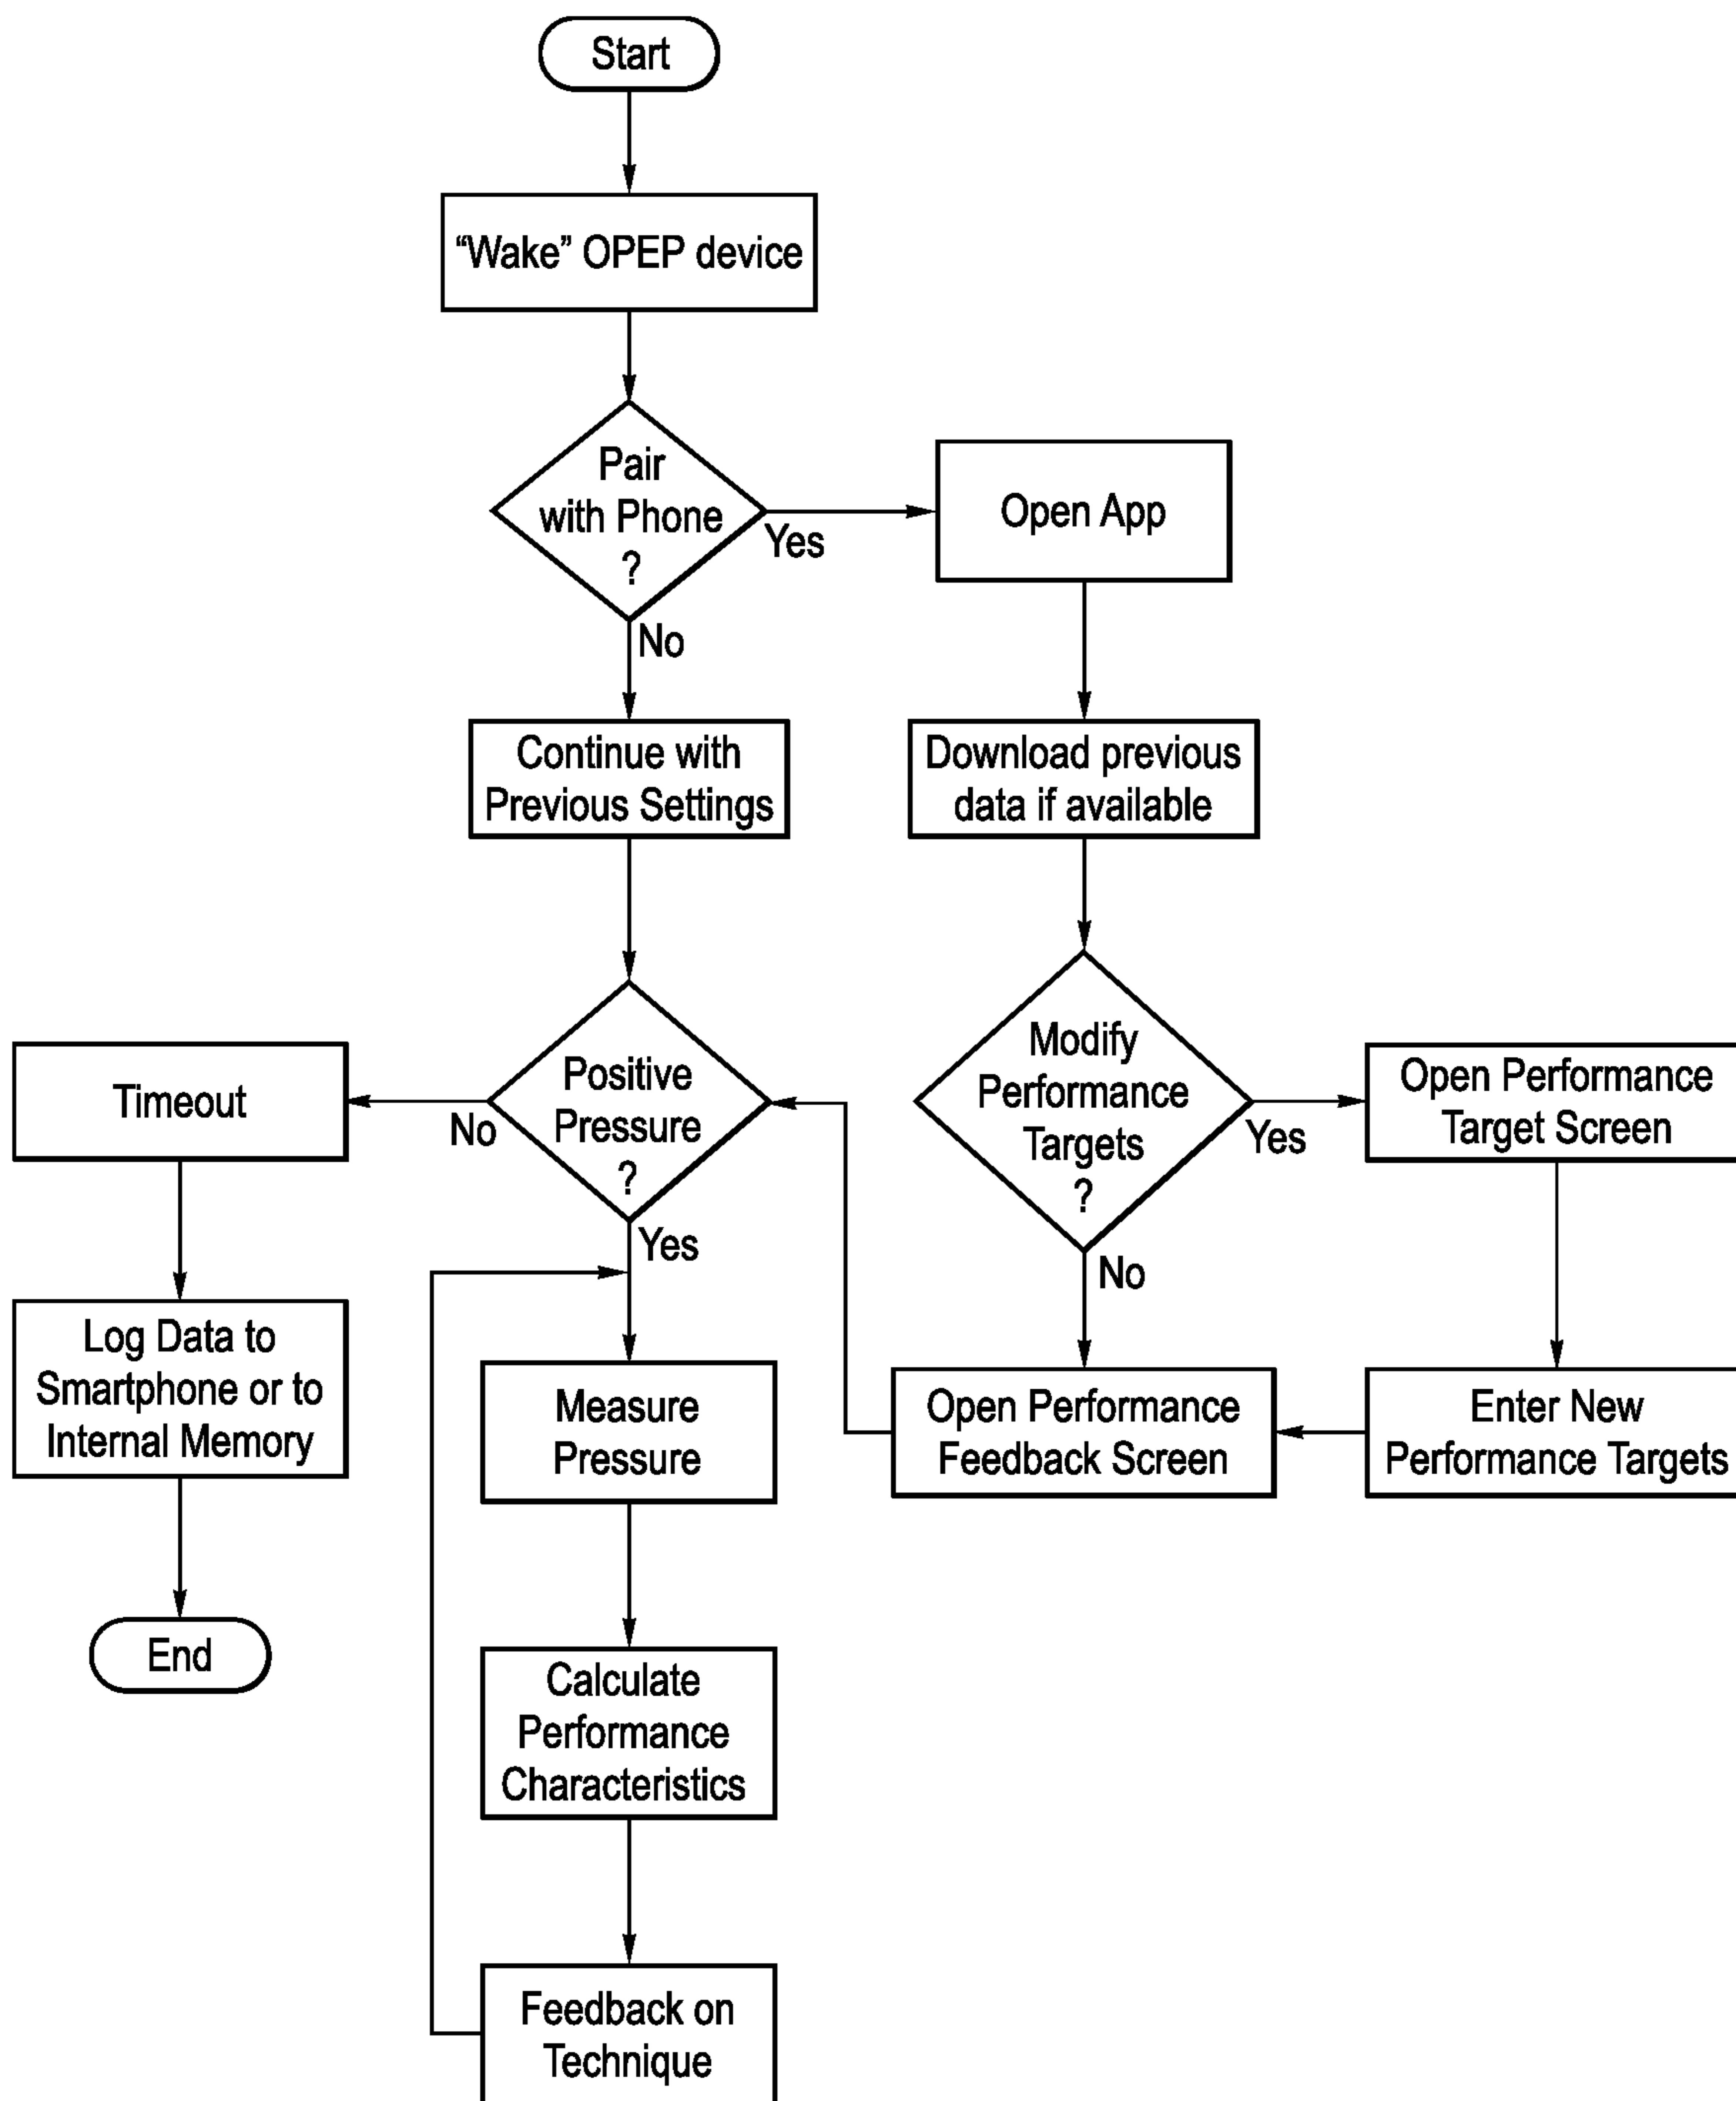 Start
“Wake” OPEP device
Pair
with Phone
?
Yes
No
Open App
Continue with
Previous Settings
Download previous
data if available
Timeout
No
Positive
Pressure
?
Yes
Modify
Performance
Targets
?
Yes
No
Open Performance
Target Screen
Log Data to
Smartphone or to
Internal Memory
Measure
Pressure
Open Performance
Feedback Screen
Enter New
Performance Targets
End
Calculate
Performance
Characteristics
Feedback on
Technique